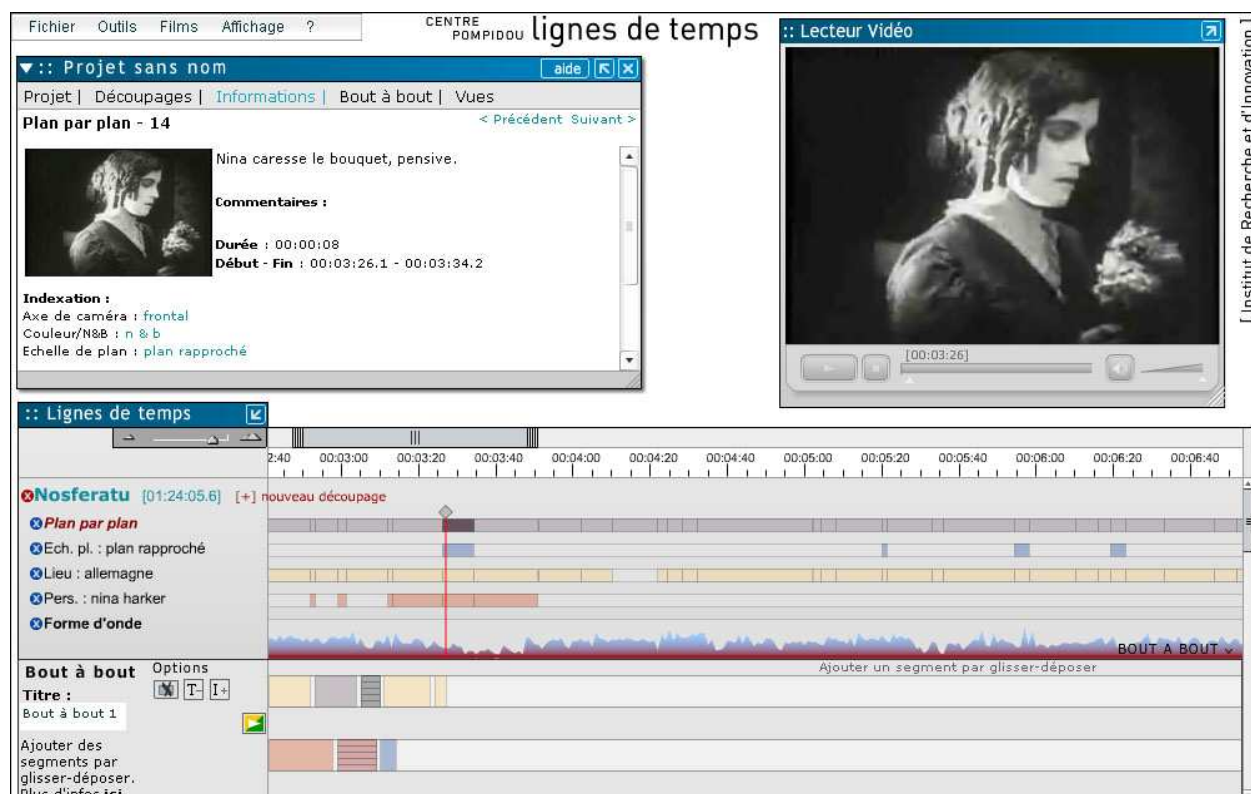 Fichier Outils Films Affichage ?
CENTRE POMPIDOU lignes de temps
:: Projet sans nom aide
Projet | Découpages | Informations | Bout à bout | Vues
Plan par plan - 14 < Précédent Suivant >
Nina caresse le bouquet, pensive.
Commentaires :
Durée : 00:00:08
Début - Fin : 00:03:26.1 - 00:03:34.2
Indexation :
Axe de caméra : frontal
Couleur/N&B : n & b
Echelle de plan : plan rapproché
:: Lecteur Vidéo
[00:03:26]
[ Institut de Recherche et d'Innovation ]
:: Lignes de temps
2:40 00:03:00 00:03:20 00:03:40 00:04:00 00:04:20 00:04:40 00:05:00 00:05:20 00:05:40 00:06:00 00:06:20 00:06:40
Nosferatu [01:24:05.6] [+] nouveau découpage
Plan par plan
Ech. pl. : plan rapproché
Lieu : allemagne
Pers. : nina harker
Forme d'onde
BOUT A BOUT
Bout à bout Options
Ajouter un segment par glisser-déposer
Titre : T- I+
Bout à bout 1
Ajouter des
segments par
glisser-déposer.
Plus d'infos ici